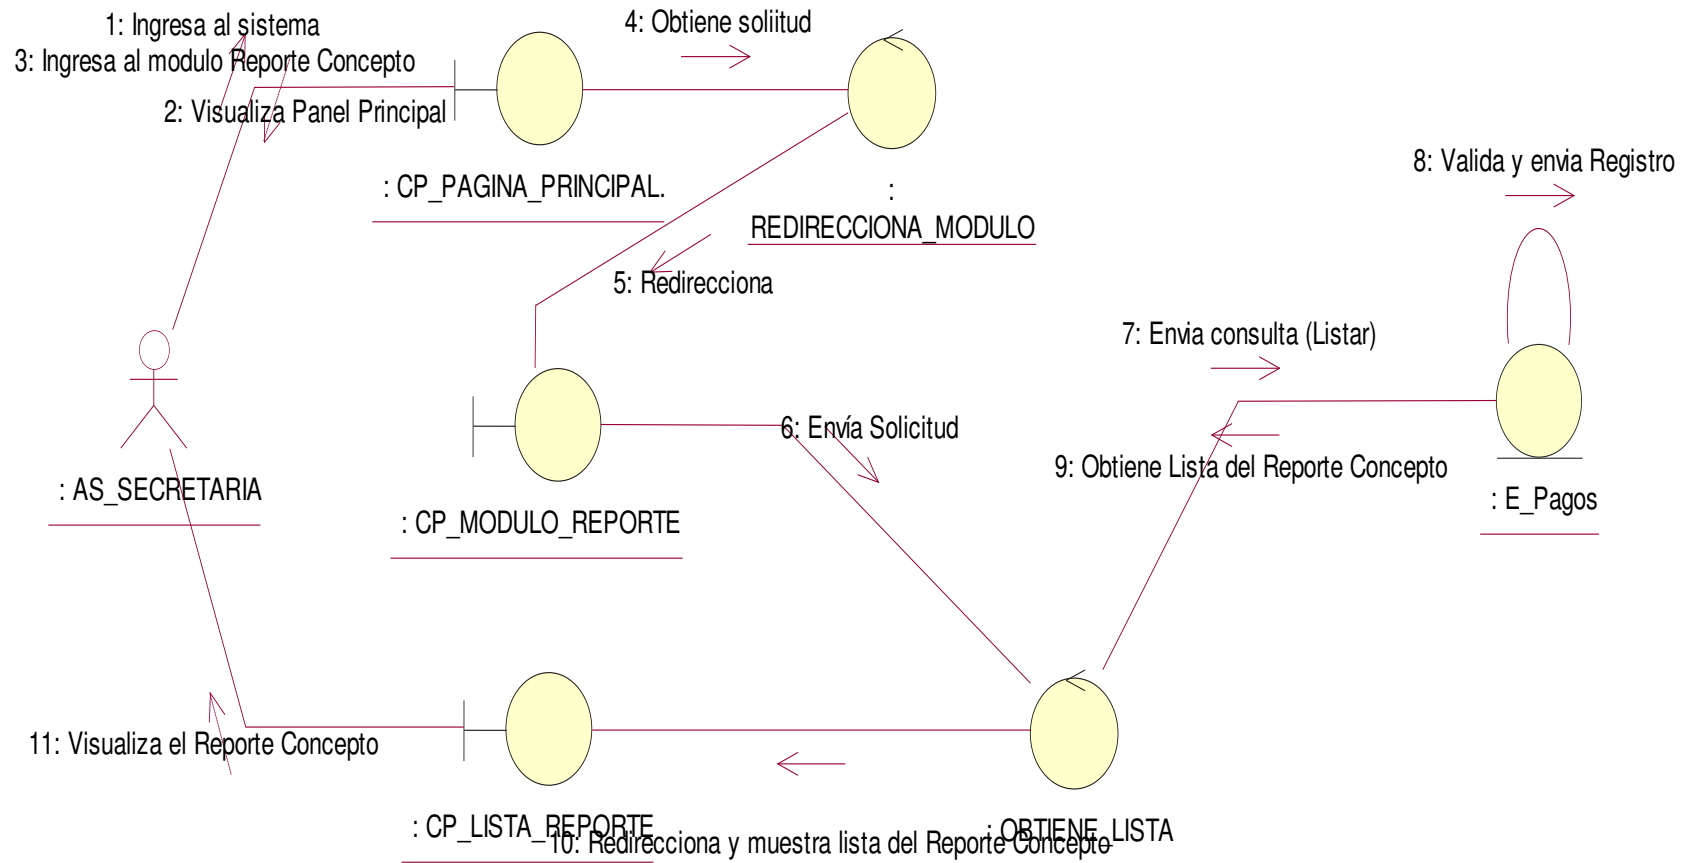 1: Ingresa al sistema
4: Obtiene soliitud
3: Ingresa al modulo Reporte Concepto
2: Visualiza Panel Principal
8: Valida y envia Registro
: CP_PAGINA_PRINCIPAL.
:
REDIRECCIONA_MODULO
5: Redirecciona
7: Envia consulta (Listar)
6: Envía Solicitud
9: Obtiene Lista del Reporte Concepto
: AS_SECRETARIA
: E_Pagos
: CP_MODULO_REPORTE
11: Visualiza el Reporte Concepto
: CP_LISTA_REPORTE
: OBTIENE_LISTA
10: Redirecciona y muestra lista del Reporte Concepto